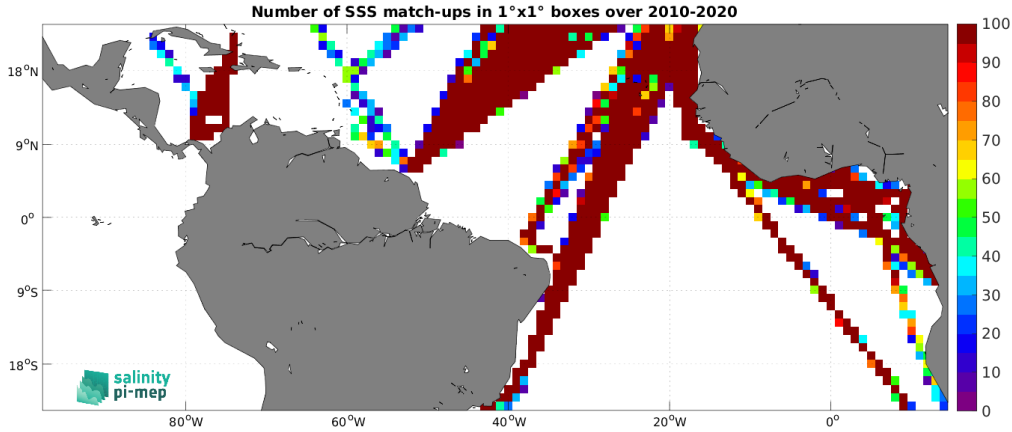 Number of SSS match-ups in 1°x1° boxes over 2010-2020
18°N
9°N
0°
9°S
18°S
80°W
60°W
40°W
20°W
0°
100
90
80
70
60
50
40
30
20
10
0
salinity
pi-mep